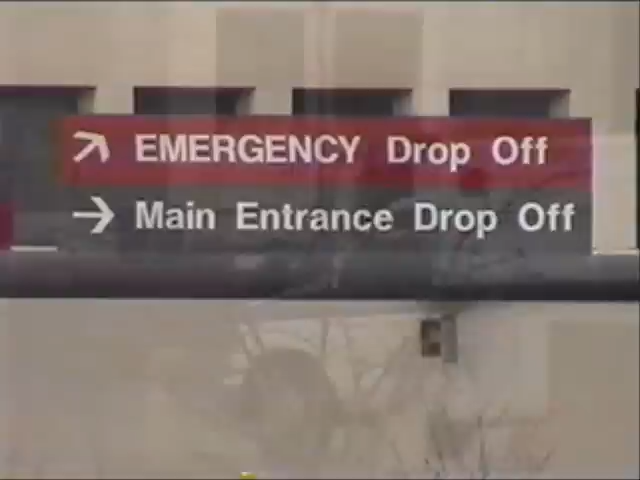 ↗ EMERGENCY Drop Off
→ Main Entrance Drop Off